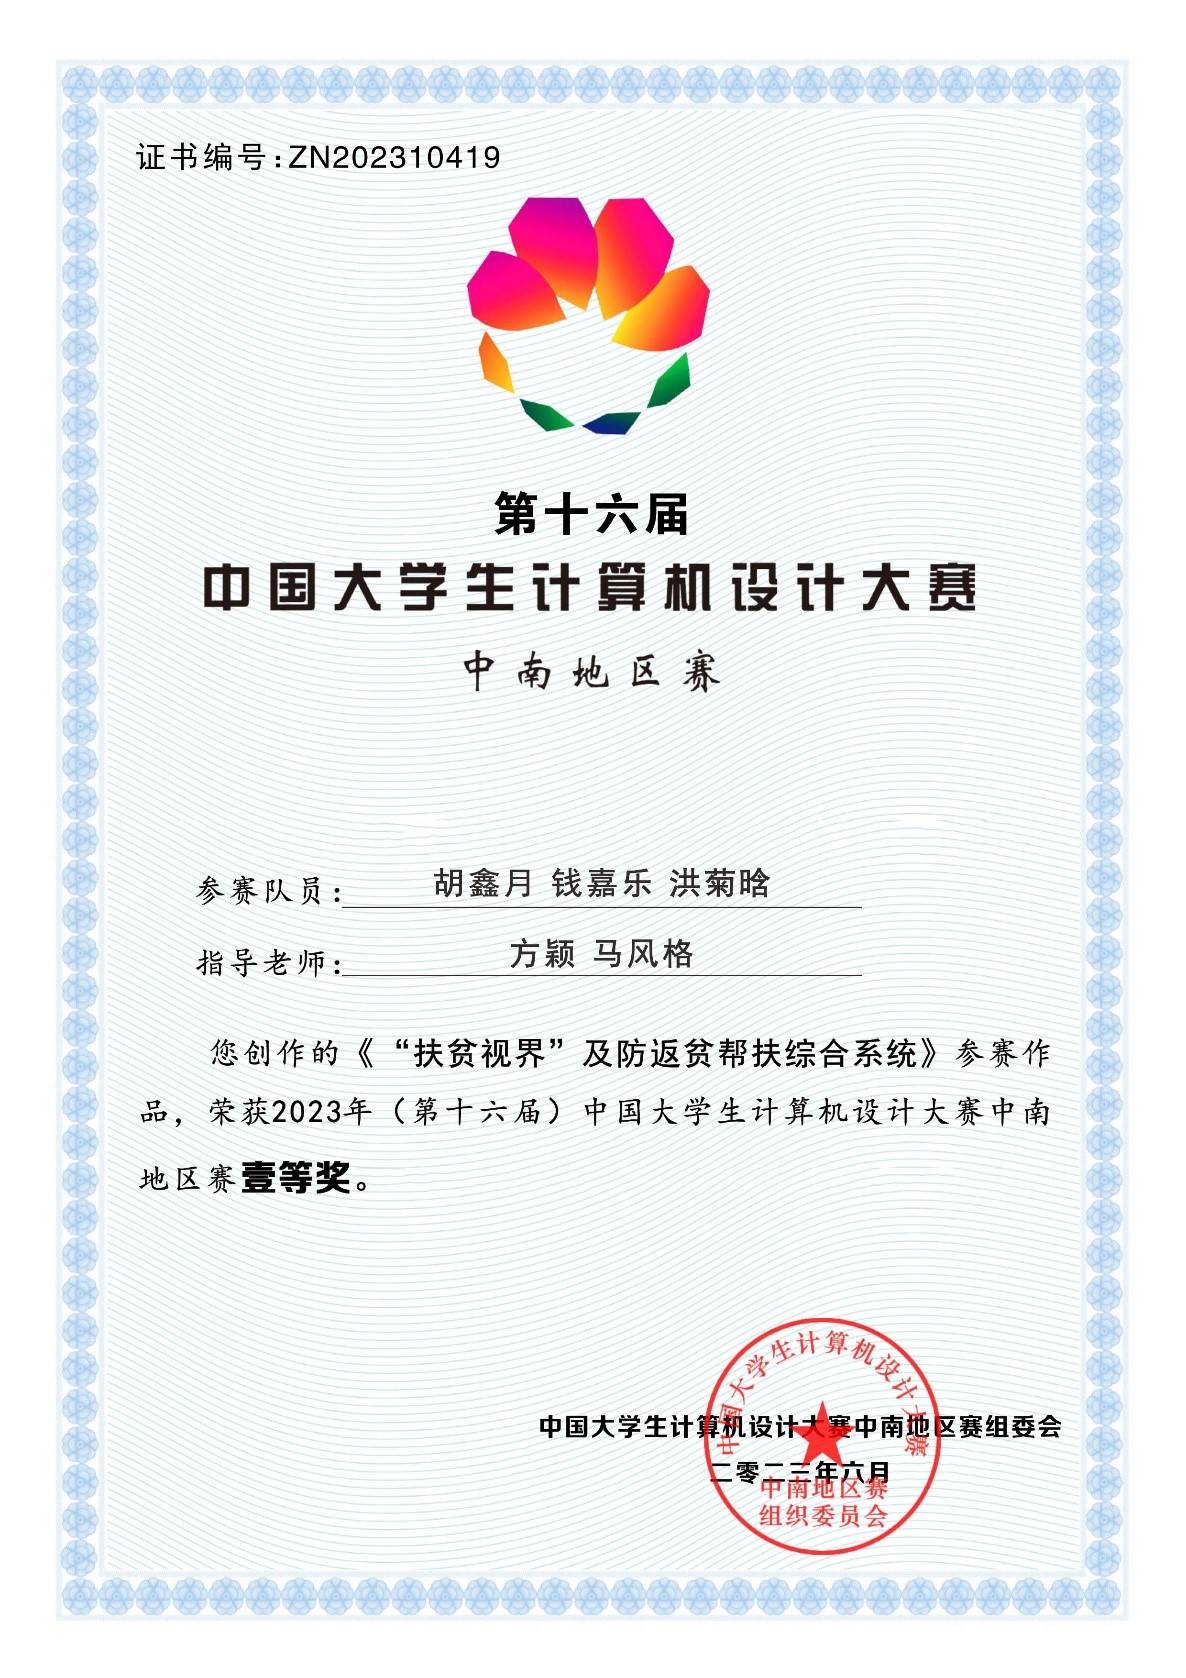 证书编号:ZN202310419
第十六届
中国大学生计算机设计大赛
中南地区赛
参赛队员: 胡鑫月 钱嘉乐 洪菊晗
指导老师: 方颖 马风格
您创作的《“扶贫视界”及防返贫帮扶综合系统》参赛作
品，荣获2023年（第十六届）中国大学生计算机设计大赛中南
地区赛壹等奖。
中国大学生计算机设计大赛中南地区赛组委会
二零二三年六月
中国大学生计算机设计大赛
中南地区赛
组织委员会